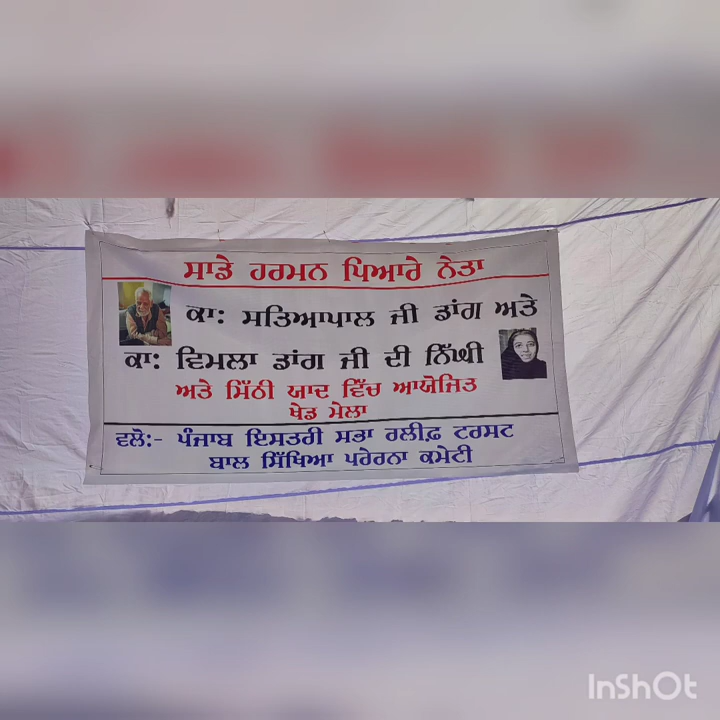 ਸਾਡੇ ਹਰਮਨ ਪਿਆਰੇ ਨੇਤਾ
ਕਾ: ਸਤਿਆਪਾਲ ਜੀ ਡਾਂਗ ਅਤੇ
ਕਾ: ਵਿਮਲਾ ਡਾਂਗ ਜੀ ਦੀ ਨਿੱਘੀ
ਅਤੇ ਮਿੱਠੀ ਯਾਦ ਵਿੱਚ ਆਯੋਜਿਤ
ਖੇਡ ਮੇਲਾ
ਵਲੋ:- ਪੰਜਾਬ ਇਸਤਰੀ ਸਭਾ ਰਲੀਫ਼ ਟਰਸਟ
ਬਾਲ ਸਿੱਖਿਆ ਪਰੇਰਨਾ ਕਮੇਟੀ
InShOt